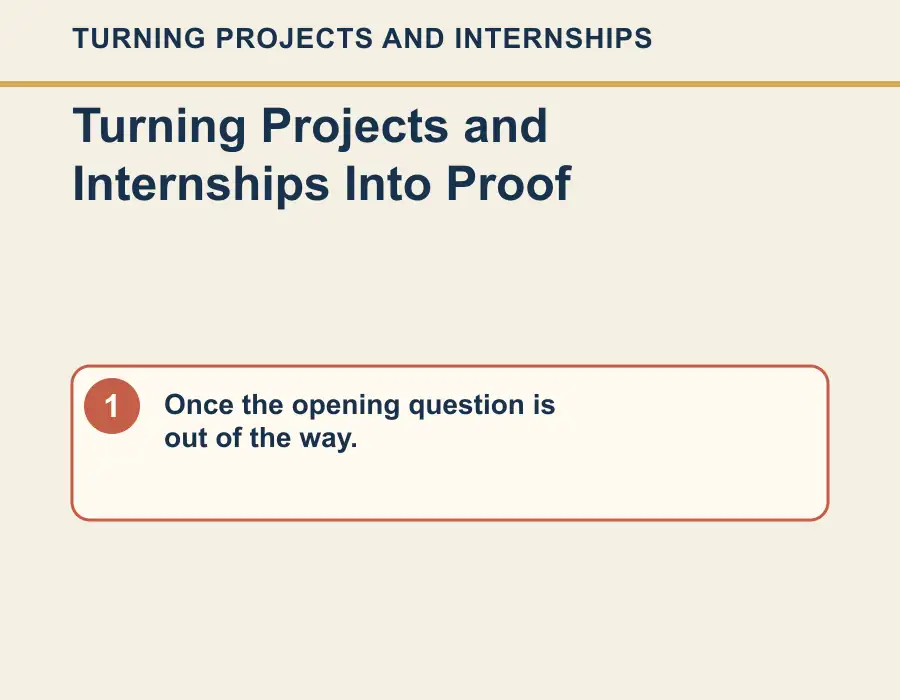 TURNING PROJECTS AND INTERNSHIPS
Turning Projects and
Internships Into Proof
1
Once the opening question is
out of the way.